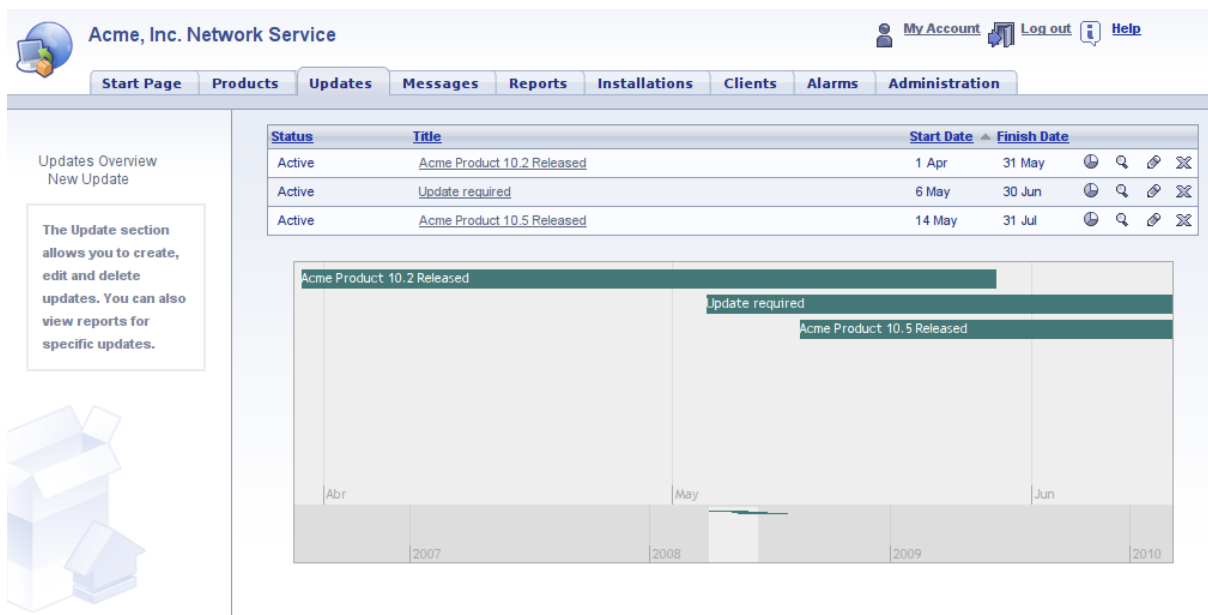 Acme, Inc. Network Service
My Account Log out Help
Start Page Products Updates Messages Reports Installations Clients Alarms Administration
Updates Overview
New Update
The Update section
allows you to create,
edit and delete
updates. You can also
view reports for
specific updates.
Status Title Start Date Finish Date
Active Acme Product 10.2 Released 1 Apr 31 May
Active Update required 6 May 30 Jun
Active Acme Product 10.5 Released 14 May 31 Jul
Acme Product 10.2 Released
Update required
Acme Product 10.5 Released
Abr May Jun
2007 2008 2009 2010